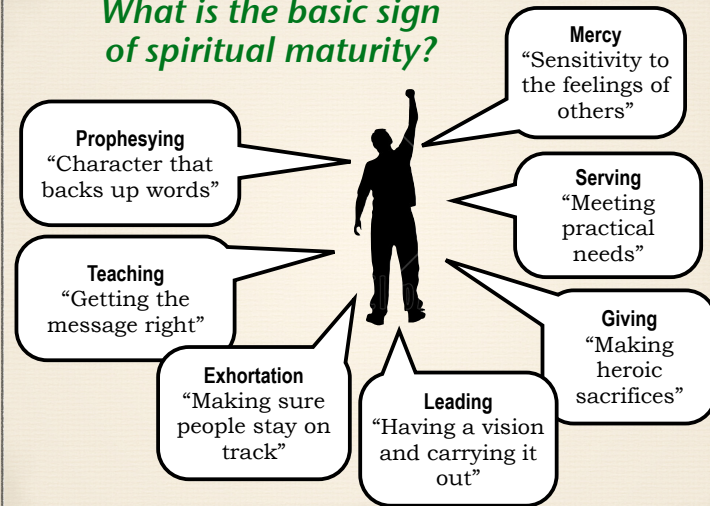 What is the basic sign
of spiritual maturity?
Mercy
“Sensitivity to
the feelings of
others”
Prophesying
“Character that
backs up words”
Serving
“Meeting
practical
needs”
Teaching
“Getting the
message right”
Giving
“Making
heroic
sacrifices”
Exhortation
“Making sure
people stay on
track”
Leading
“Having a vision
and carrying it
out”